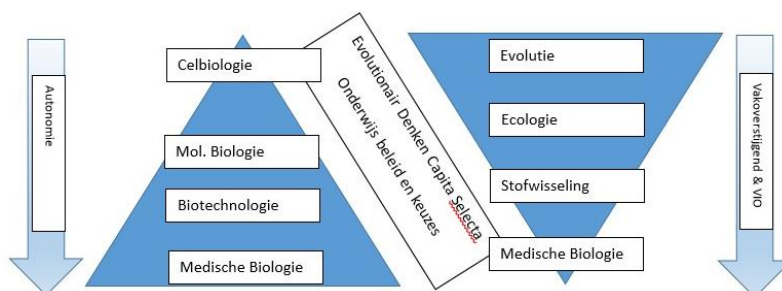 Autonomie
Celbiologie
Mol. Biologie
Biotechnologie
Medische Biologie
Evolutionair Denken Capita Selecta
Onderwijs beleid en keuzes
Evolutie
Ecologie
Stofwisseling
Medische Biologie
Vakoverstijgend & VIO